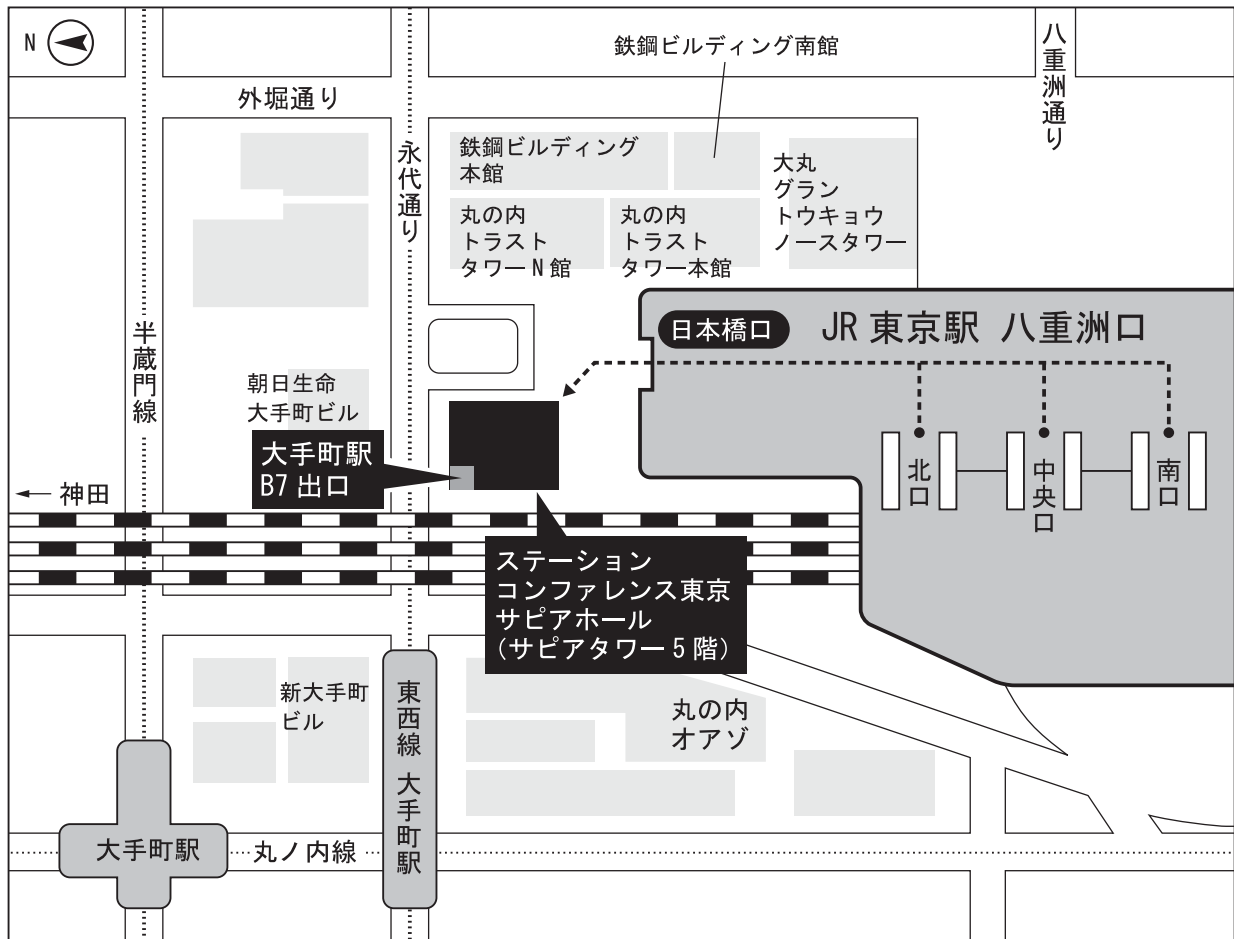 N
鉄鋼ビルディング南館
八重洲通り
外堀通り
永代通り
鉄鋼ビルディング
本館
大丸
グラン
トウキョウ
ノースタワー
丸の内
トラスト
タワーN館
丸の内
トラスト
タワー本館
半蔵門線
日本橋口
JR 東京駅 八重洲口
朝日生命
大手町ビル
大手町駅
B7 出口
北口
中央口
南口
← 神田
ステーション
コンファレンス東京
サピアホール
(サピアタワー 5 階)
新大手町
ビル
東西線 大手町駅
丸の内
オアゾ
大手町駅
丸ノ内線